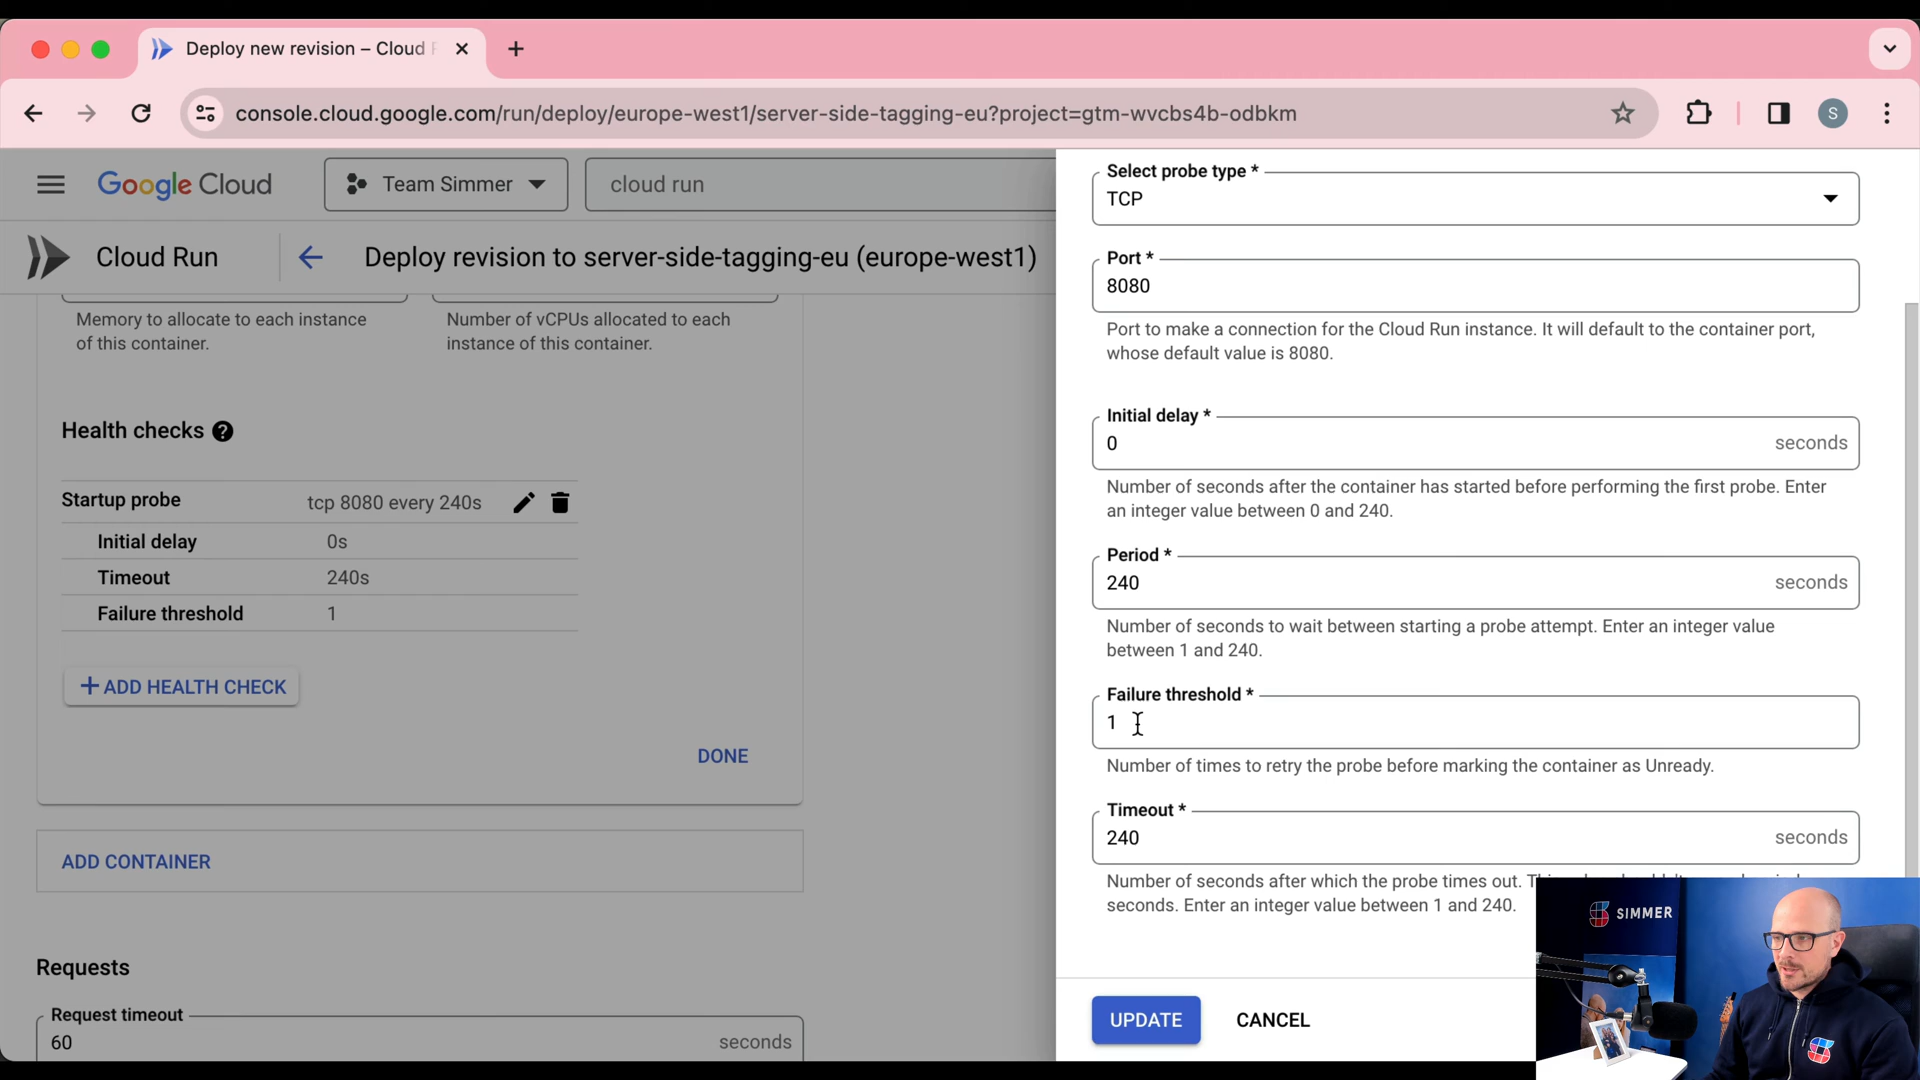 Deploy new revision – Cloud R
console.cloud.google.com/run/deploy/europe-west1/server-side-tagging-eu?project=gtm-wvcbs4b-odbkm
S
Google Cloud
Team Simmer
cloud run
Cloud Run
Deploy revision to server-side-tagging-eu (europe-west1)
Memory to allocate to each instance
of this container.
Number of vCPUs allocated to each
instance of this container.
Health checks
Startup probe tcp 8080 every 240s
Initial delay 0s
Timeout 240s
Failure threshold 1
+ ADD HEALTH CHECK
DONE
ADD CONTAINER
Requests
Request timeout
60 seconds
Select probe type *
TCP
Port *
8080
Port to make a connection for the Cloud Run instance. It will default to the container port,
whose default value is 8080.
Initial delay *
0 seconds
Number of seconds after the container has started before performing the first probe. Enter
an integer value between 0 and 240.
Period *
240 seconds
Number of seconds to wait between starting a probe attempt. Enter an integer value
between 1 and 240.
Failure threshold *
1
Number of times to retry the probe before marking the container as Unready.
Timeout *
240 seconds
Number of seconds after which the probe times out.
seconds. Enter an integer value between 1 and 240.
UPDATE
CANCEL
SIMMER